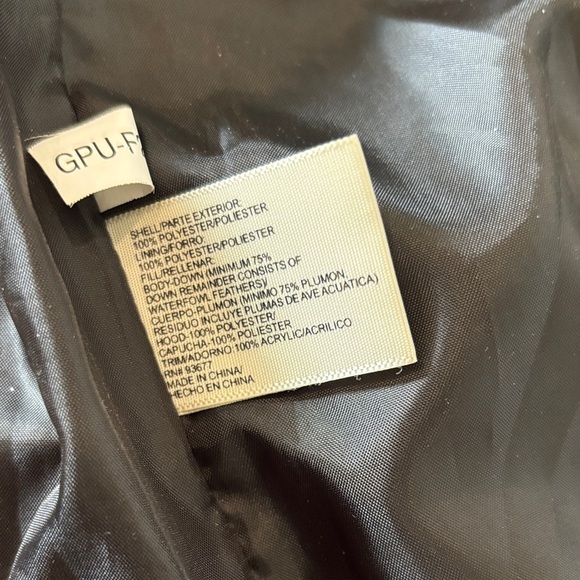 GPU-
SHELL/PARTE EXTERIOR:
100% POLYESTER/POLIESTER
LINING/FORRO:
100% POLYESTER/POLIESTER
FILL/RELLENAR:
BODY-DOWN (MINIMUM 75%
DOWN REMAINDER CONSISTS OF
WATERFOWL FEATHERS)
CUERPO-PLUMON (MINIMO 75% PLUMON.
RESIDUO INCLUYE PLUMAS DE AVE ACUATICA)
HOOD-100% POLYESTER/
CAPUCHA-100% POLIESTER
TRIM/ADORNO:100% ACRYLIC/ACRILICO
RN# 93677
MADE IN CHINA/
HECHO EN CHINA